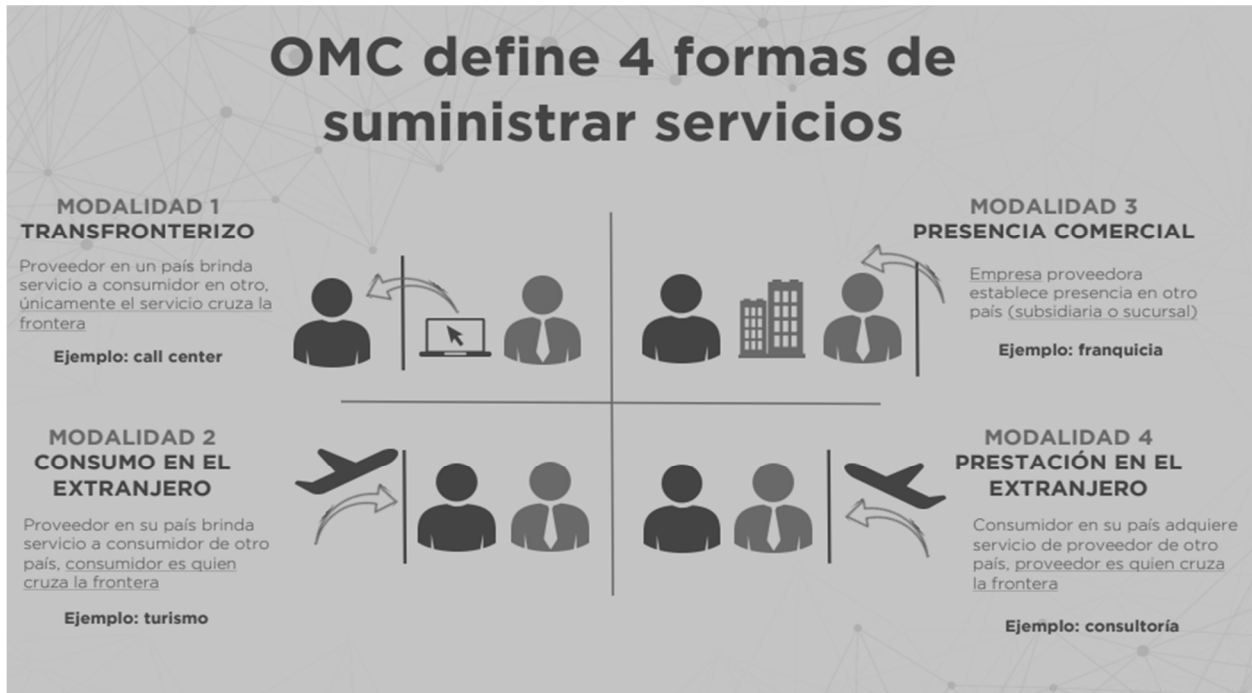 OMC define 4 formas de
suministrar servicios
MODALIDAD 1
TRANSFRONTERIZO
Proveedor en un país brinda
servicio a consumidor en otro,
únicamente el servicio cruza la
frontera
Ejemplo: call center
MODALIDAD 3
PRESENCIA COMERCIAL
Empresa proveedora
establece presencia en otro
país (subsidiaria o sucursal)
Ejemplo: franquicia
MODALIDAD 2
CONSUMO EN EL
EXTRANJERO
Proveedor en su país brinda
servicio a consumidor de otro
país, consumidor es quien
cruza la frontera
Ejemplo: turismo
MODALIDAD 4
PRESTACIÓN EN EL
EXTRANJERO
Consumidor en su país adquiere
servicio de proveedor de otro
país, proveedor es quien cruza
la frontera
Ejemplo: consultoría